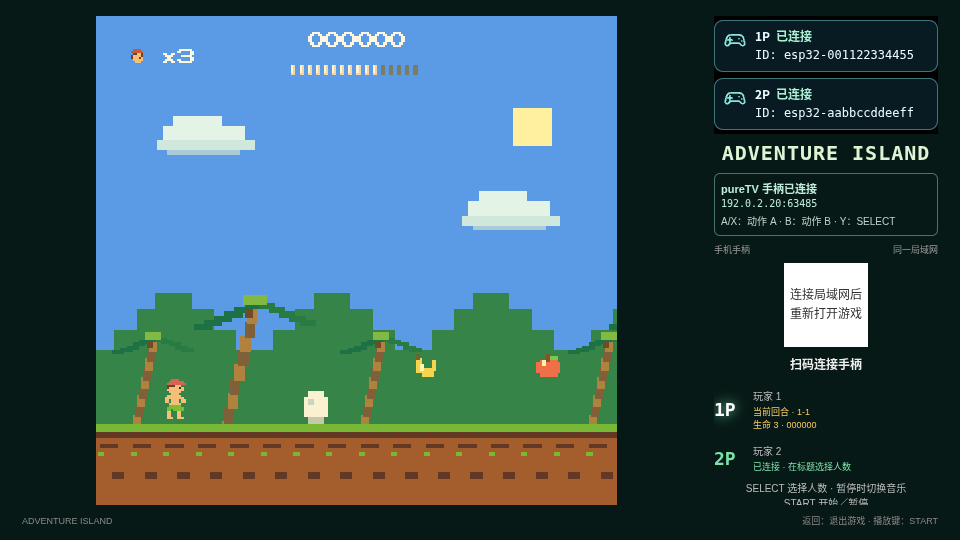 x3
000000
1P 已连接
ID: esp32-001122334455
2P 已连接
ID: esp32-aabbccddeeff
ADVENTURE ISLAND
pureTV 手柄已连接
192.0.2.20:63485
A/X：动作 A · B：动作 B · Y：SELECT
手机手柄 同一局域网
连接局域网后
重新打开游戏
扫码连接手柄
1P
玩家 1
当前回合 · 1-1
生命 3 · 000000
2P
玩家 2
已连接 · 在标题选择人数
SELECT 选择人数 · 暂停时切换音乐
START 开始／暂停
ADVENTURE ISLAND
返回：退出游戏 · 播放键：START